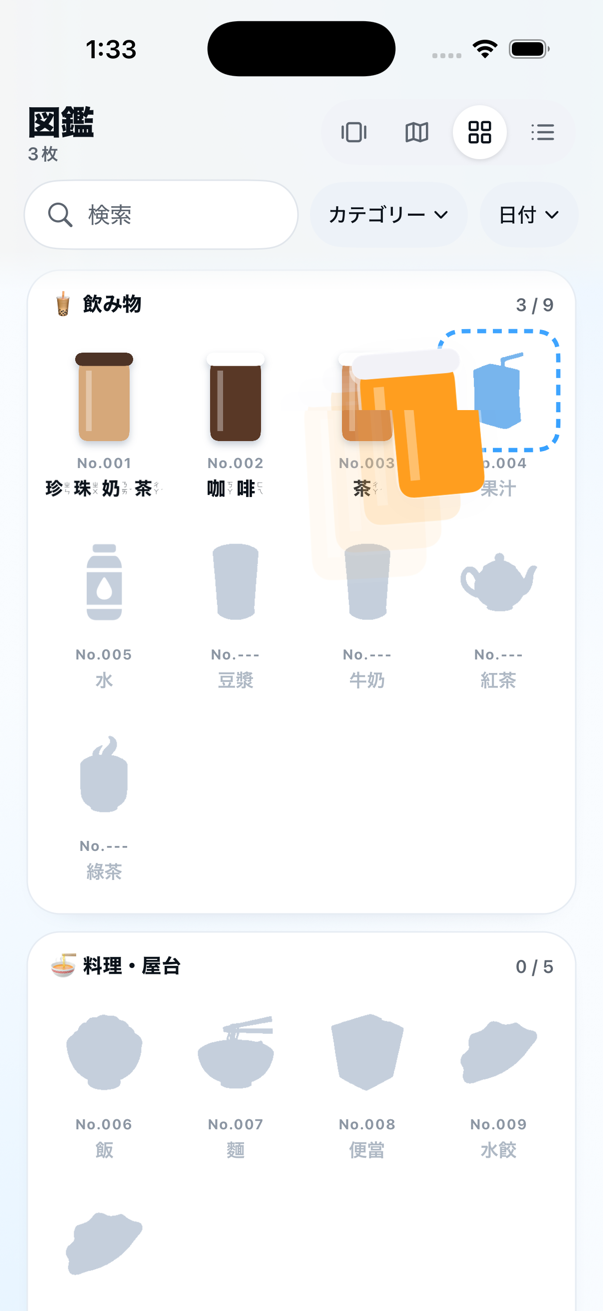 1:33
図鑑
3枚
検索
カテゴリー
日付
飲み物
3 / 9
No.001
No.002
No.003
o.004
珍珠奶茶
咖啡
茶
果汁
No.005
No.---
No.---
No.---
水
豆漿
牛奶
紅茶
No.---
綠茶
料理・屋台
0 / 5
No.006
No.007
No.008
No.009
飯
麵
便當
水餃